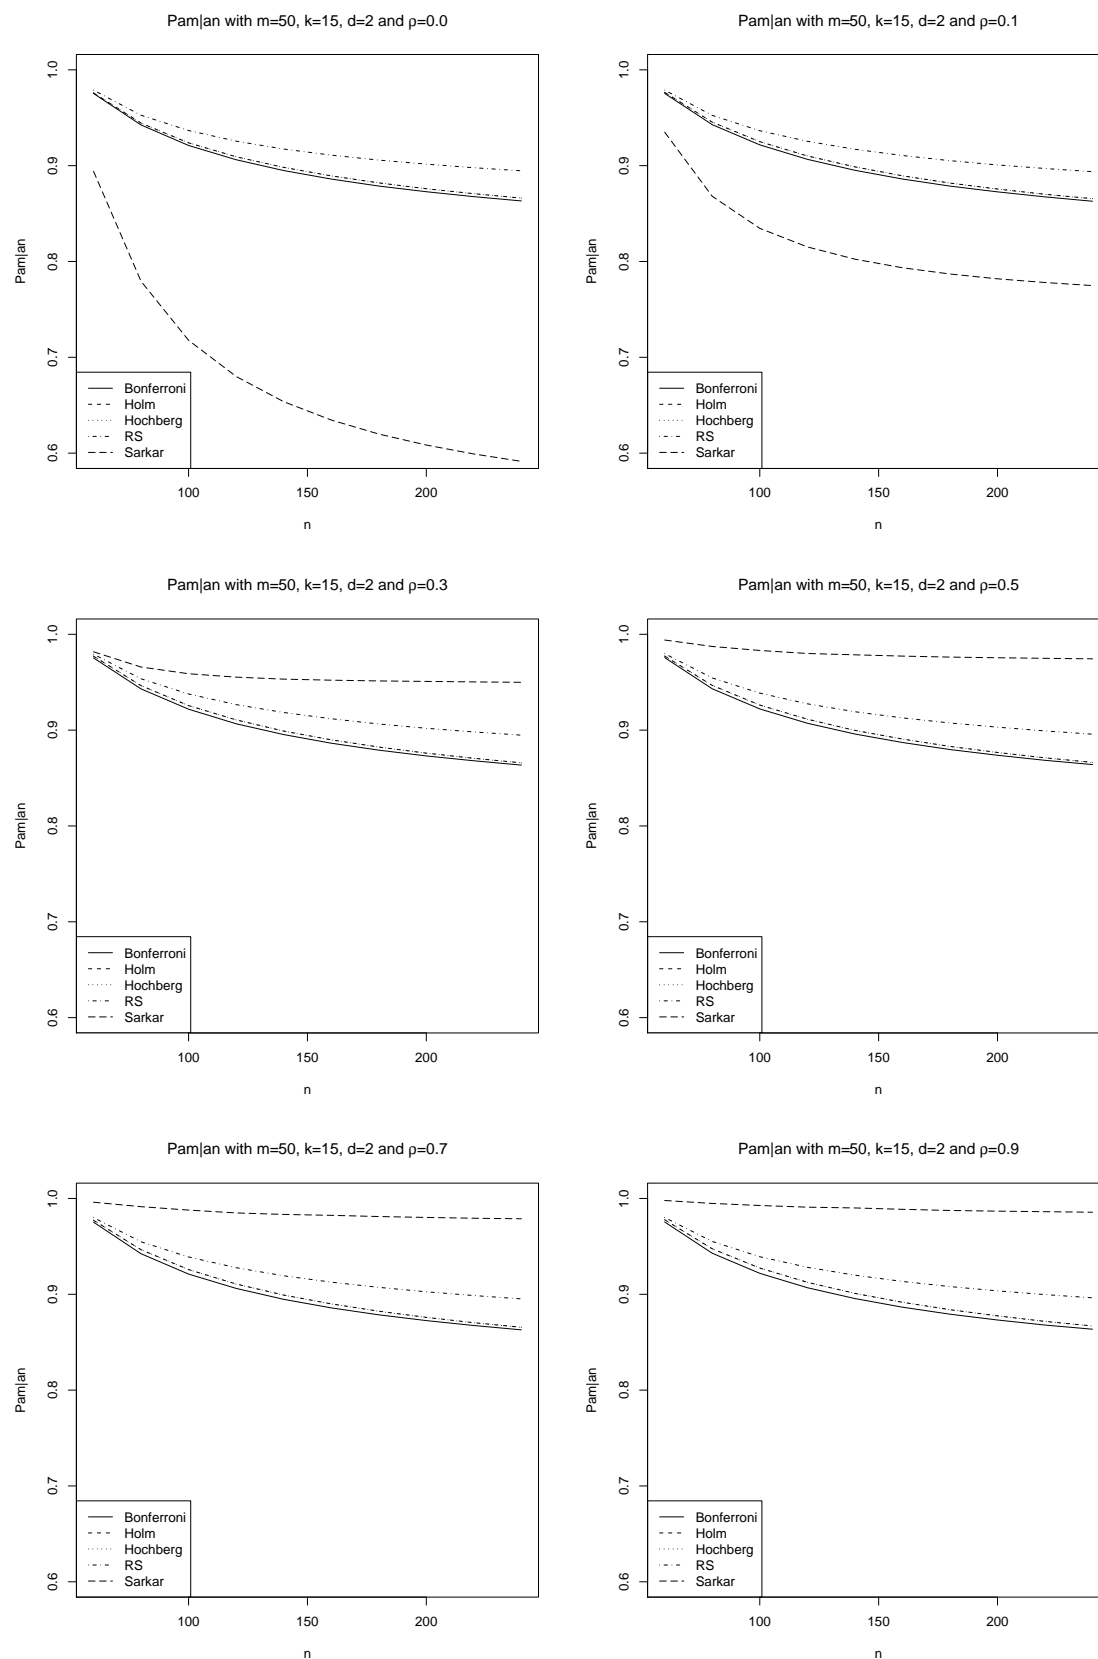 Pam|an with m=50, k=15, d=2 and ρ=0.0
1.0
0.9
0.8
0.7
0.6
Pam|an
Bonferroni
Holm
Hochberg
RS
Sarkar
100
150
200
n
Pam|an with m=50, k=15, d=2 and ρ=0.1
1.0
0.9
0.8
0.7
0.6
Pam|an
Bonferroni
Holm
Hochberg
RS
Sarkar
100
150
200
n
Pam|an with m=50, k=15, d=2 and ρ=0.3
1.0
0.9
0.8
0.7
0.6
Pam|an
Bonferroni
Holm
Hochberg
RS
Sarkar
100
150
200
n
Pam|an with m=50, k=15, d=2 and ρ=0.5
1.0
0.9
0.8
0.7
0.6
Pam|an
Bonferroni
Holm
Hochberg
RS
Sarkar
100
150
200
n
Pam|an with m=50, k=15, d=2 and ρ=0.7
1.0
0.9
0.8
0.7
0.6
Pam|an
Bonferroni
Holm
Hochberg
RS
Sarkar
100
150
200
n
Pam|an with m=50, k=15, d=2 and ρ=0.9
1.0
0.9
0.8
0.7
0.6
Pam|an
Bonferroni
Holm
Hochberg
RS
Sarkar
100
150
200
n